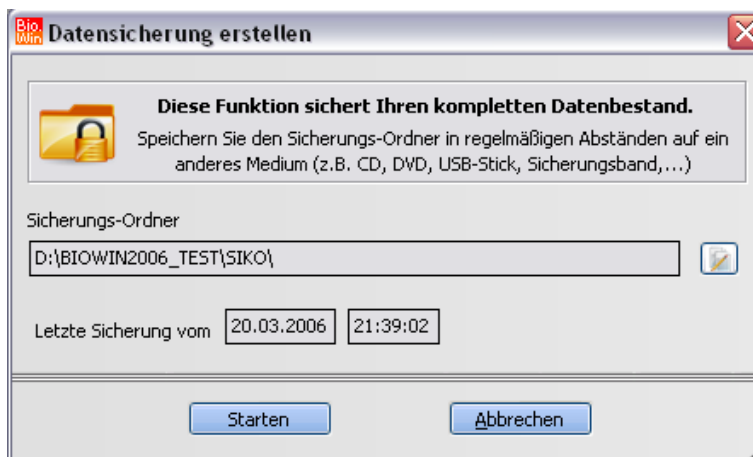 Bio.
Win
Datensicherung erstellen
Diese Funktion sichert Ihren kompletten Datenbestand.
Speichern Sie den Sicherungs-Ordner in regelmäßigen Abständen auf ein
anderes Medium (z.B. CD, DVD, USB-Stick, Sicherungsband,...)
Sicherungs-Ordner
D:\BIOWIN2006_TEST\SIKO\
Letzte Sicherung vom 20.03.2006 21:39:02
Starten Abbrechen